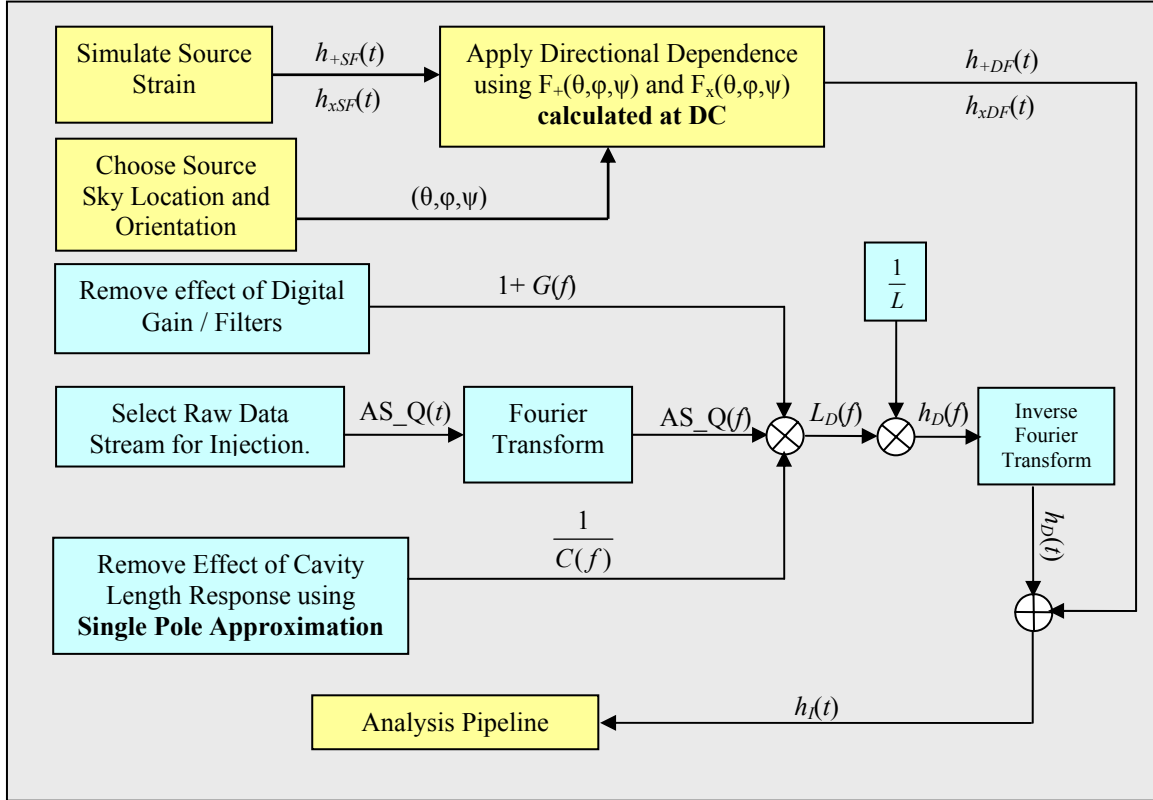 Simulate Source
Strain
h+SF(t)
hxSF(t)
Apply Directional Dependence
using F+(θ,φ,ψ) and Fx(θ,φ,ψ)
calculated at DC
h+DF(t)
hxDF(t)
Choose Source
Sky Location and
Orientation
(θ,φ,ψ)
Remove effect of Digital
Gain / Filters
1+ G(f)
1
L
Select Raw Data
Stream for Injection.
AS_Q(t)
Fourier
Transform
AS_Q(f)
LD(f)
hD(f)
Inverse
Fourier
Transform
hD(t)
Remove Effect of Cavity
Length Response using
Single Pole Approximation
1
C(f)
Analysis Pipeline
hI(t)